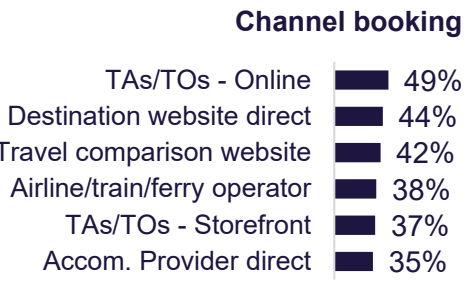 Channel booking
TAs/TOs - Online 49%
Destination website direct 44%
Travel comparison website 42%
Airline/train/ferry operator 38%
TAs/TOs - Storefront 37%
Accom. Provider direct 35%